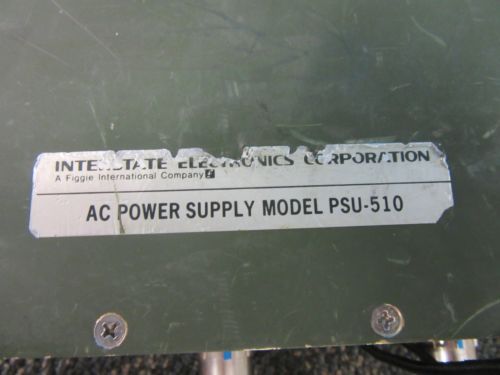 INTERSTATE ELECTRONICS CORPORATION
A Figgie International Company
AC POWER SUPPLY MODEL PSU-510